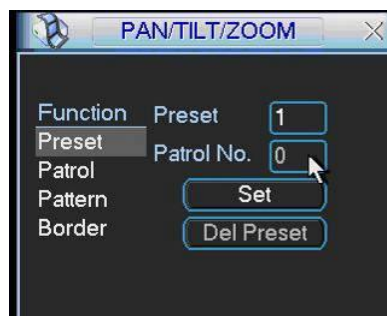 PAN/TILT/ZOOM
Function
Preset
Patrol
Pattern
Border
Preset 1
Patrol No. 0
Set
Del Preset